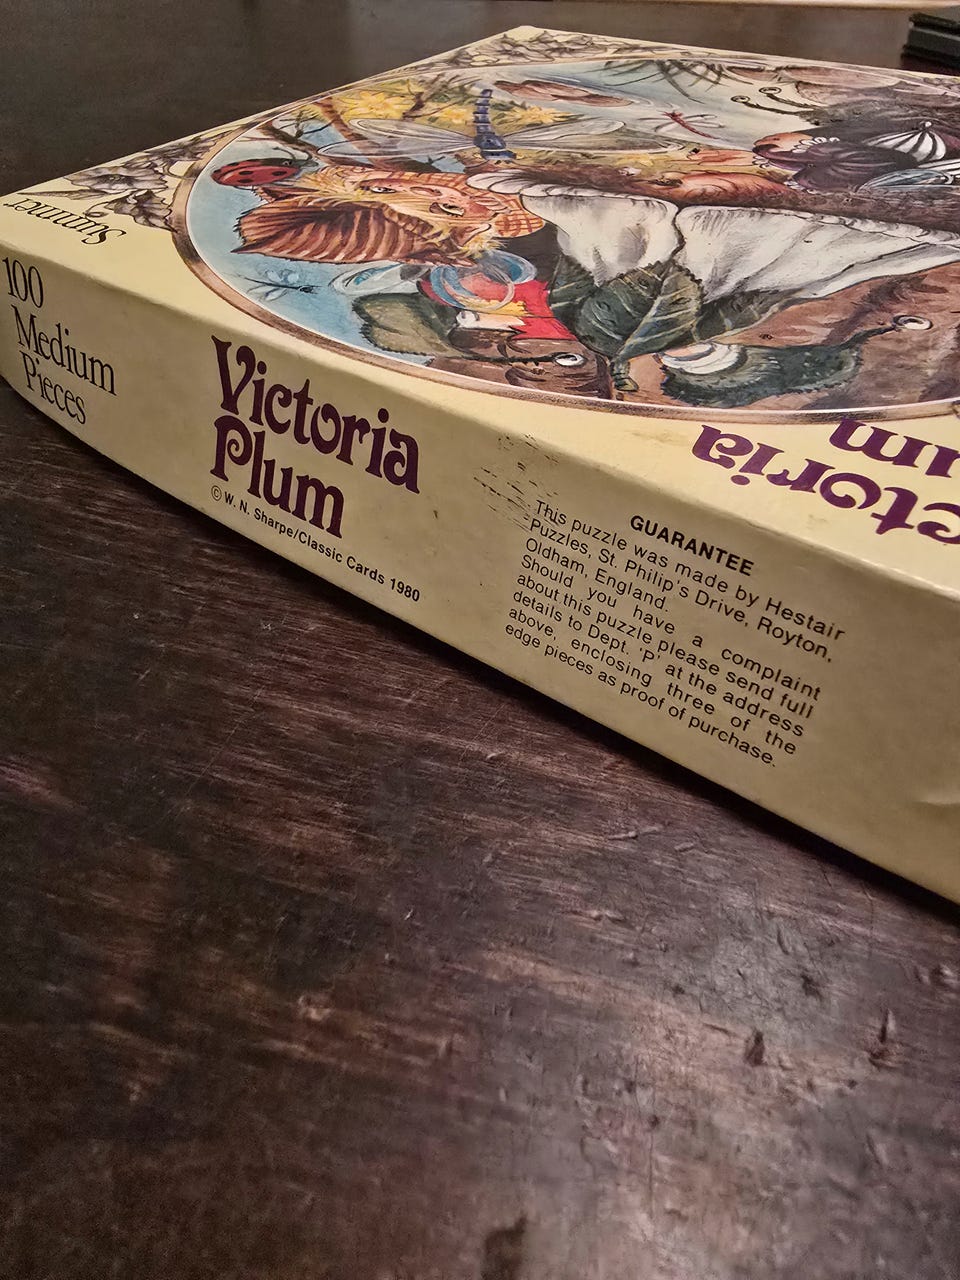 Summer
100
Medium
Pieces
Victoria
Plum
© W. N. Sharpe/Classic Cards 1980
GUARANTEE
This puzzle was made by Hestair
Puzzles, St. Philip's Drive, Royton,
Oldham, England.
Should you have a complaint
about this puzzle please send full
details to Dept. 'P' at the address
above, enclosing three of the
edge pieces as proof of purchase.